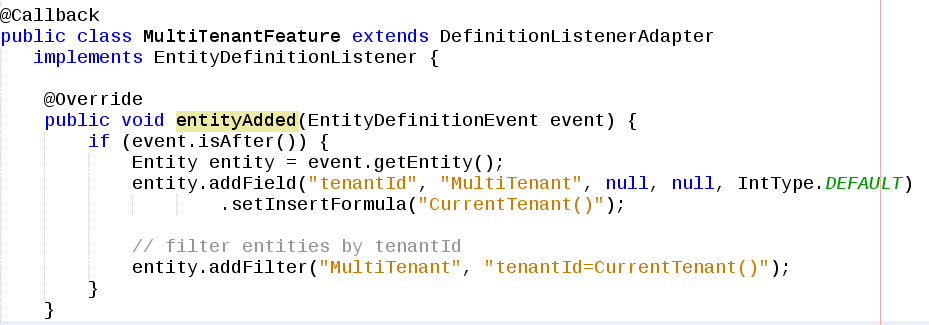 @Callback
public class MultiTenantFeature extends DefinitionListenerAdapter
   implements EntityDefinitionListener {

    @Override
    public void entityAdded(EntityDefinitionEvent event) {
        if (event.isAfter()) {
            Entity entity = event.getEntity();
            entity.addField("tenantId", "MultiTenant", null, null, IntType.DEFAULT)
                    .setInsertFormula("CurrentTenant()");

            // filter entities by tenantId
            entity.addFilter("MultiTenant", "tenantId=CurrentTenant()");
        }
    }